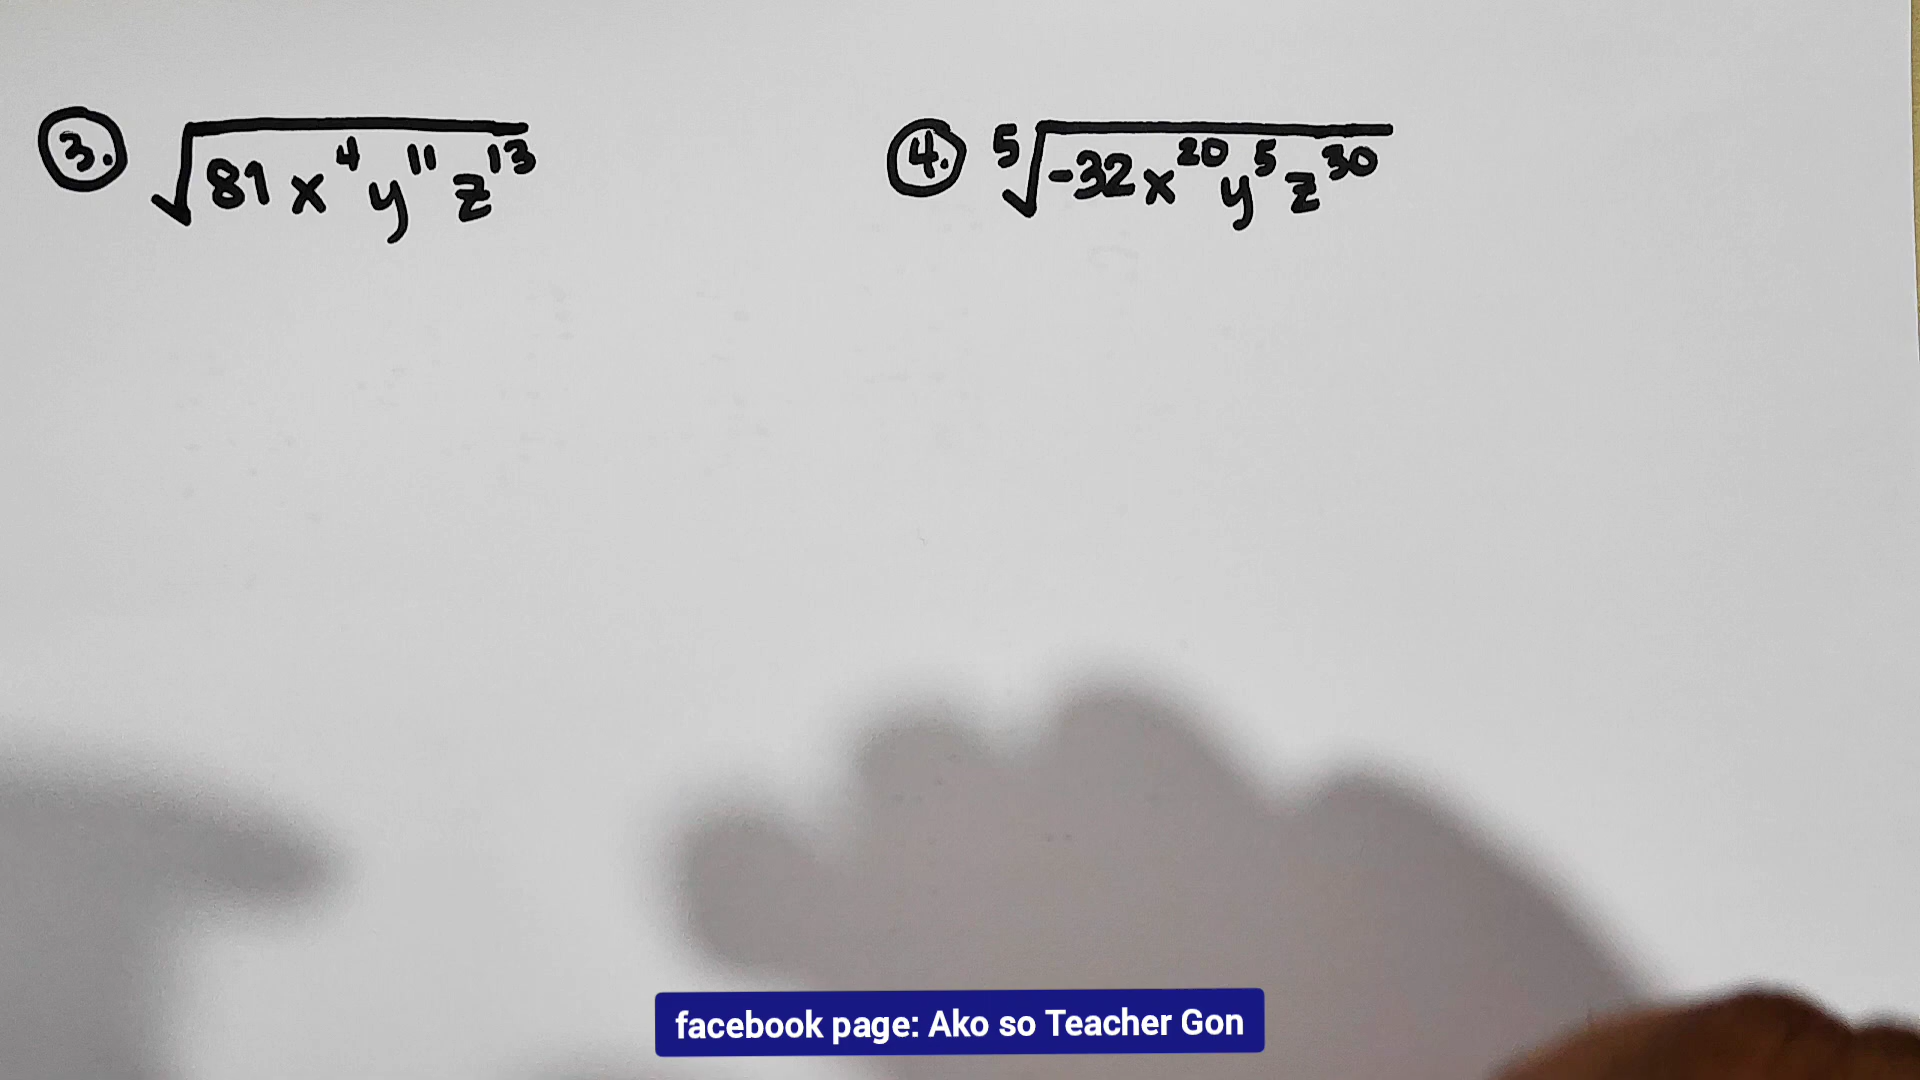 3. √81x⁴y¹¹z¹³
4. ⁵√-32x²⁰y⁵z³⁰
facebook page: Ako so Teacher Gon